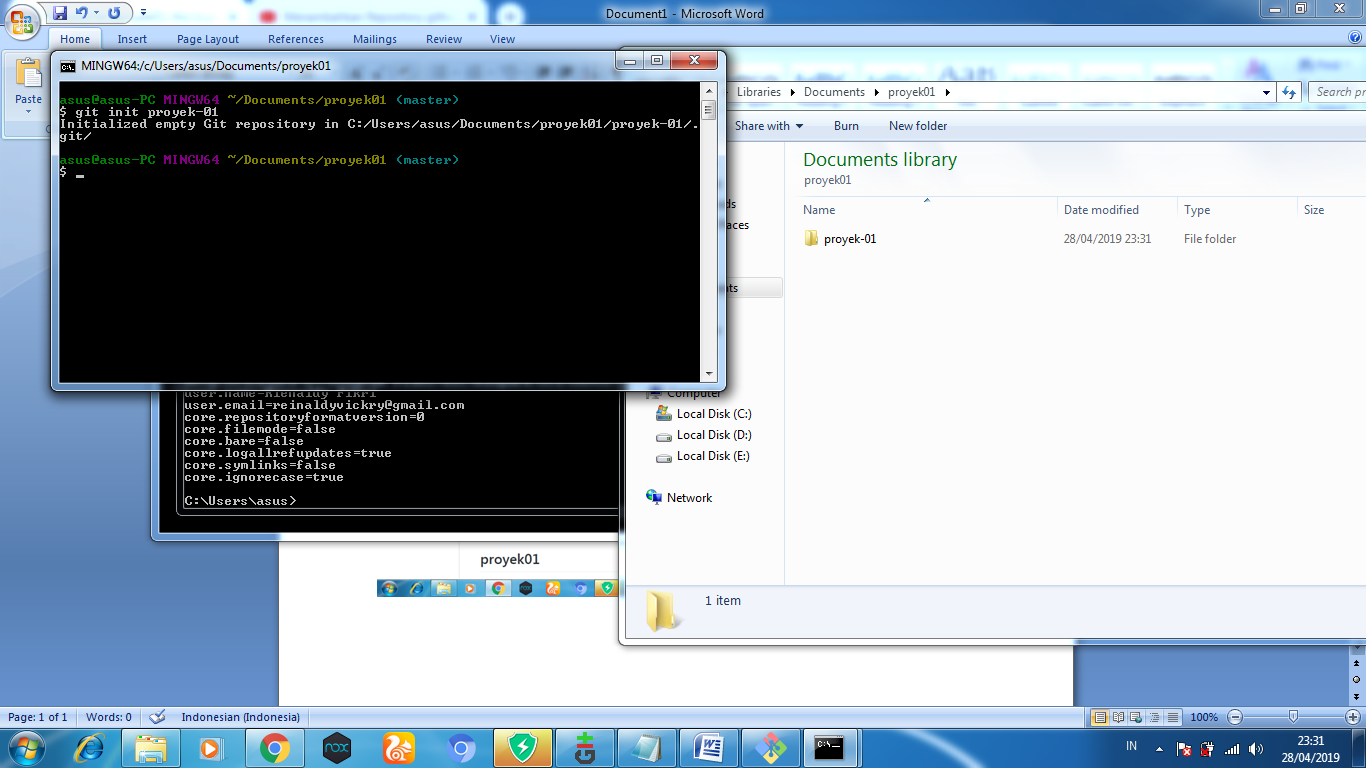 Document1 - Microsoft Word
Home Insert Page Layout References Mailings Review View
Paste
MINGW64:/c/Users/asus/Documents/proyek01
asus@asus-PC MINGW64 ~/Documents/proyek01 (master)
$ git init proyek-01
Initialized empty Git repository in C:/Users/asus/Documents/proyek01/proyek-01/.
git/
asus@asus-PC MINGW64 ~/Documents/proyek01 (master)
$
Libraries Documents proyek01
Share with Burn New folder
Documents library
proyek01
Name Date modified Type Size
proyek-01 28/04/2019 23:31 File folder
Computer
Local Disk (C:)
Local Disk (D:)
Local Disk (E:)
Network
1 item
user.email=reinaldyvickry@gmail.com
core.repositoryformatversion=0
core.filemode=false
core.bare=false
core.logallrefupdates=true
core.symlinks=false
core.ignorecase=true
C:\Users\asus>
proyek01
Page: 1 of 1 Words: 0 Indonesian (Indonesia) 100%
IN 23:31
28/04/2019